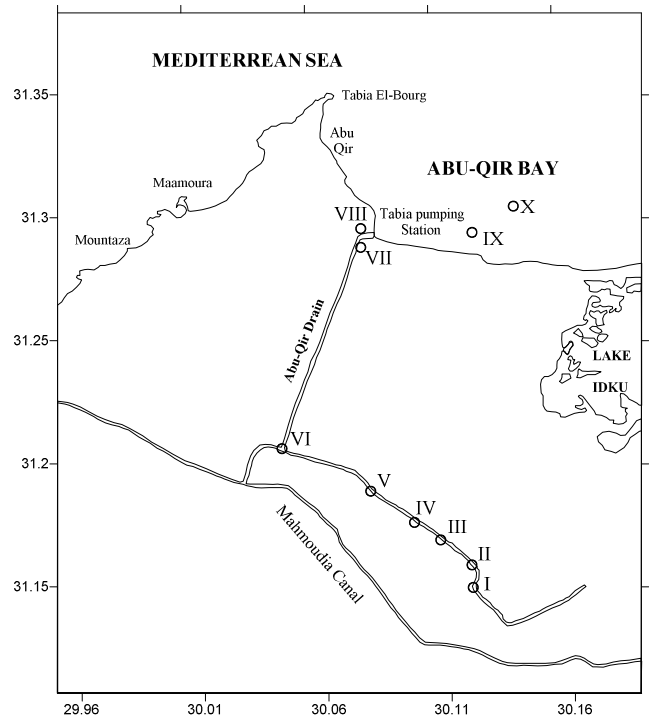 MEDITERREAN SEA
31.35
Tabia El-Bourg
Abu
Qir
ABU-QIR BAY
Maamoura
X
31.3
VIII
Tabia pumping
Station
IX
Mountaza
VII
31.25
Abu-Qir Drain
LAKE
IDKU
VI
31.2
V
IV
III
Mahmoudia Canal
II
31.15
I
29.96
30.01
30.06
30.11
30.16